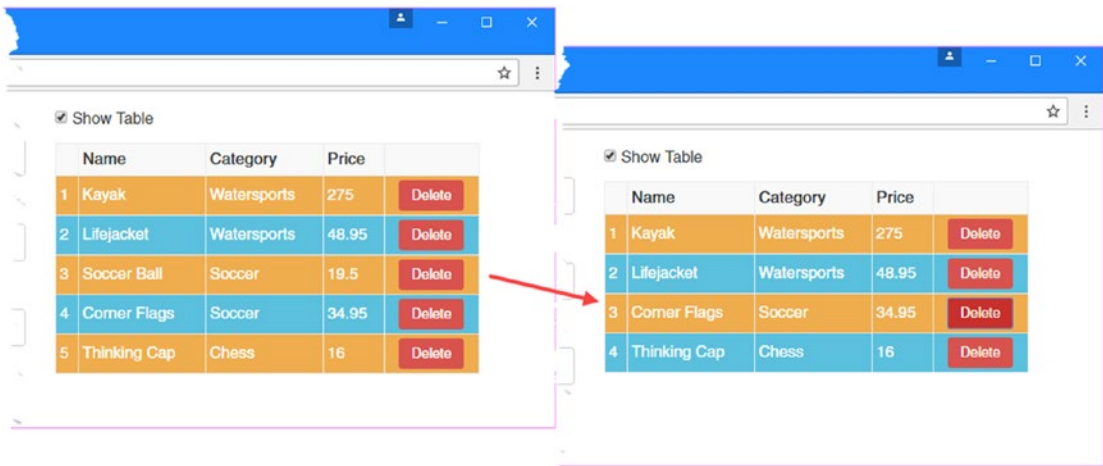 Show Table
Name Category Price
1 Kayak Watersports 275 Delete
2 Lifejacket Watersports 48.95 Delete
3 Soccer Ball Soccer 19.5 Delete
4 Corner Flags Soccer 34.95 Delete
5 Thinking Cap Chess 16 Delete
Show Table
Name Category Price
1 Kayak Watersports 275 Delete
2 Lifejacket Watersports 48.95 Delete
3 Corner Flags Soccer 34.95 Delete
4 Thinking Cap Chess 16 Delete